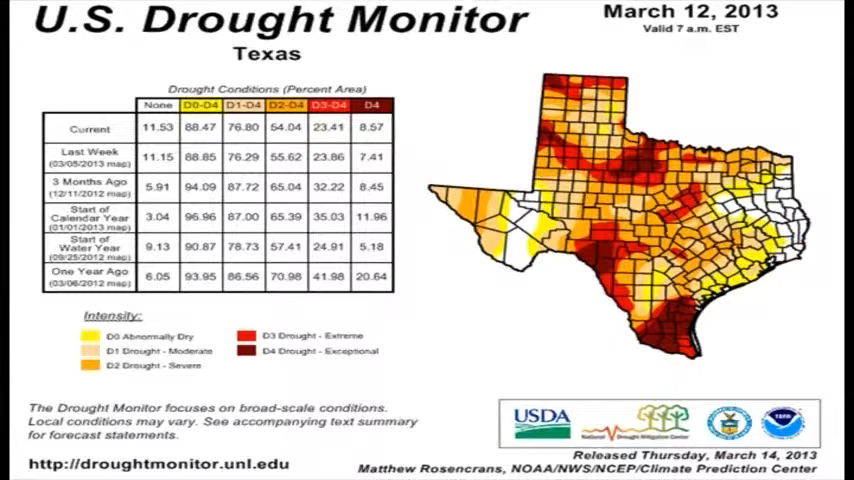 U.S. Drought Monitor
Texas
March 12, 2013
Valid 7 a.m. EST
Drought Conditions (Percent Area)
None D0-D4 D1-D4 D2-D4 D3-D4 D4
Current 11.53 88.47 76.80 54.04 23.41 8.57
Last Week
(03/05/2013 map) 11.15 88.85 76.29 55.62 23.86 7.41
3 Months Ago
(12/11/2012 map) 5.91 94.09 87.72 65.04 32.22 8.45
Start of
Calendar Year
(01/01/2013 map) 3.04 96.96 87.00 65.39 35.03 11.96
Start of
Water Year
(09/25/2012 map) 9.13 90.87 78.73 57.41 24.91 5.18
One Year Ago
(03/06/2012 map) 6.05 93.95 86.56 70.98 41.98 20.64
Intensity:
D0 Abnormally Dry
D1 Drought - Moderate
D2 Drought - Severe
D3 Drought - Extreme
D4 Drought - Exceptional
The Drought Monitor focuses on broad-scale conditions.
Local conditions may vary. See accompanying text summary
for forecast statements.
http://droughtmonitor.unl.edu
USDA
National Drought Mitigation Center
Released Thursday, March 14, 2013
Matthew Rosencrans, NOAA/NWS/NCEP/Climate Prediction Center